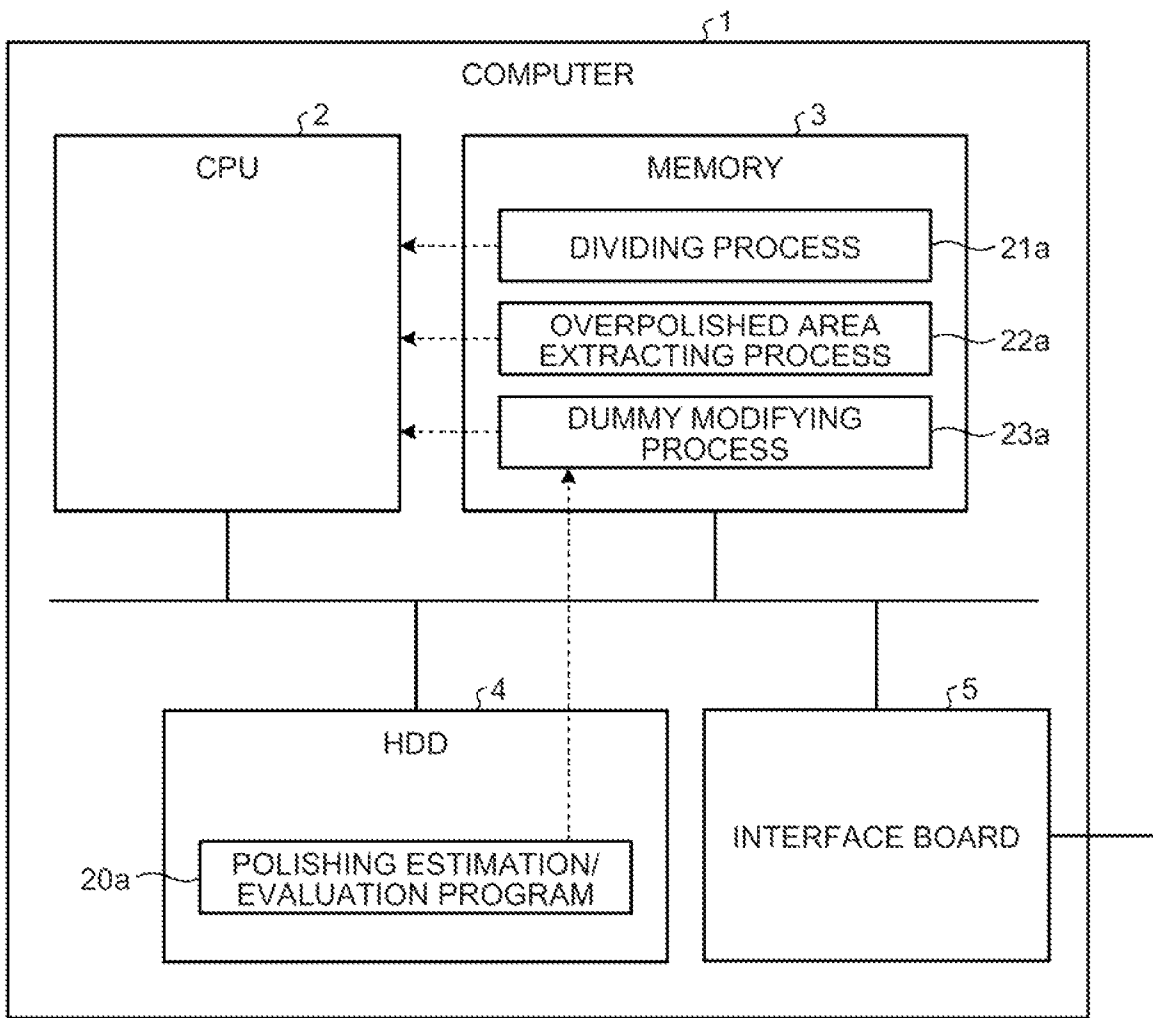 1
COMPUTER
2
CPU
3
MEMORY
DIVIDING PROCESS
21a
OVERPOLISHED AREA
EXTRACTING PROCESS
22a
DUMMY MODIFYING
PROCESS
23a
4
HDD
20a
POLISHING ESTIMATION/
EVALUATION PROGRAM
5
INTERFACE BOARD